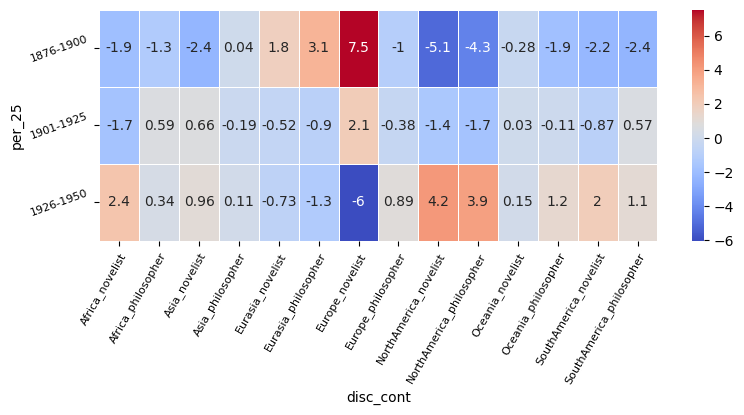 per_25
1876-1900
-1.9 -1.3 -2.4 0.04 1.8 3.1 7.5 -1 -5.1 -4.3 -0.28 -1.9 -2.2 -2.4
1901-1925
-1.7 0.59 0.66 -0.19 -0.52 -0.9 2.1 -0.38 -1.4 -1.7 0.03 -0.11 -0.87 0.57
1926-1950
2.4 0.34 0.96 0.11 -0.73 -1.3 -6 0.89 4.2 3.9 0.15 1.2 2 1.1
Africa_novelist
Africa_philosopher
Asia_novelist
Asia_philosopher
Eurasia_novelist
Eurasia_philosopher
Europe_novelist
Europe_philosopher
NorthAmerica_novelist
NorthAmerica_philosopher
Oceania_novelist
Oceania_philosopher
SouthAmerica_novelist
SouthAmerica_philosopher
disc_cont
6
4
2
0
−2
−4
−6